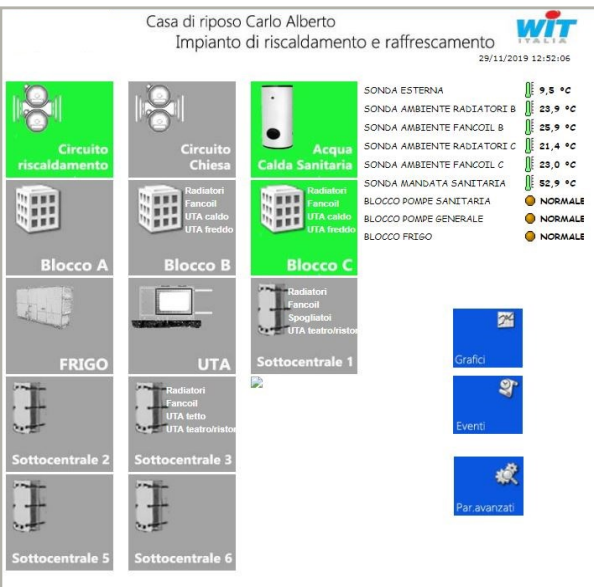 Casa di riposo Carlo Alberto
Impianto di riscaldamento e raffrescamento
WIT
ITALIA
29/11/2019 12:52:06
Circuito
riscaldamento
Circuito
Chiesa
Acqua
Calda Sanitaria
SONDA ESTERNA 9,5 °C
SONDA AMBIENTE RADIATORI B 23,9 °C
SONDA AMBIENTE FANCOIL B 25,9 °C
SONDA AMBIENTE RADIATORI C 21,4 °C
SONDA AMBIENTE FANCOIL C 23,0 °C
SONDA MANDATA SANITARIA 52,9 °C
BLOCCO POMPE SANITARIA NORMALE
BLOCCO POMPE GENERALE NORMALE
BLOCCO FRIGO NORMALE
Blocco A
Radiatori
Fancoil
UTA caldo
UTA freddo
Blocco B
Radiatori
Fancoil
UTA caldo
UTA freddo
Blocco C
FRIGO
UTA
Radiatori
Fancoil
Spogliatoi
UTA teatro/ristor
Sottocentrale 1
Grafici
Sottocentrale 2
Radiatori
Fancoil
UTA tetto
UTA teatro/ristor
Sottocentrale 3
Eventi
Sottocentrale 5
Sottocentrale 6
Par.avanzati